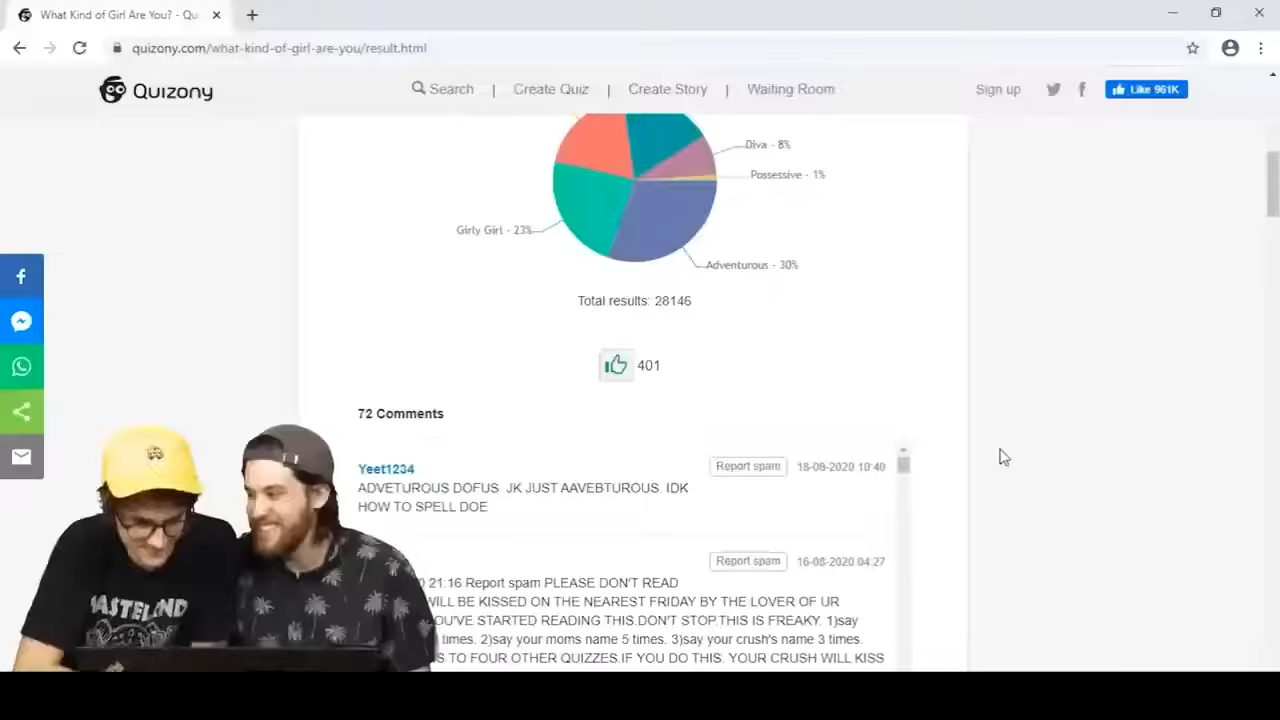 What Kind of Girl Are You? - Qu
quizony.com/what-kind-of-girl-are-you/result.html
Quizony
Search | Create Quiz | Create Story | Waiting Room
Sign up
Like 961K
Diva - 8%
Possessive - 1%
Girly Girl - 23%
Adventurous - 30%
Total results: 28146
401
72 Comments
Yeet1234
Report spam
18-08-2020 10:40
ADVETUROUS DOFUS JK JUST AAVEBTUROUS. IDK
HOW TO SPELL DOE
Report spam
16-08-2020 04:27
21:16 Report spam PLEASE DON'T READ
WILL BE KISSED ON THE NEAREST FRIDAY BY THE LOVER OF UR
OU'VE STARTED READING THIS.DON'T STOP.THIS IS FREAKY. 1)say
times. 2)say your moms name 5 times. 3)say your crush's name 3 times.
S TO FOUR OTHER QUIZZES.IF YOU DO THIS. YOUR CRUSH WILL KISS
WASTELAND